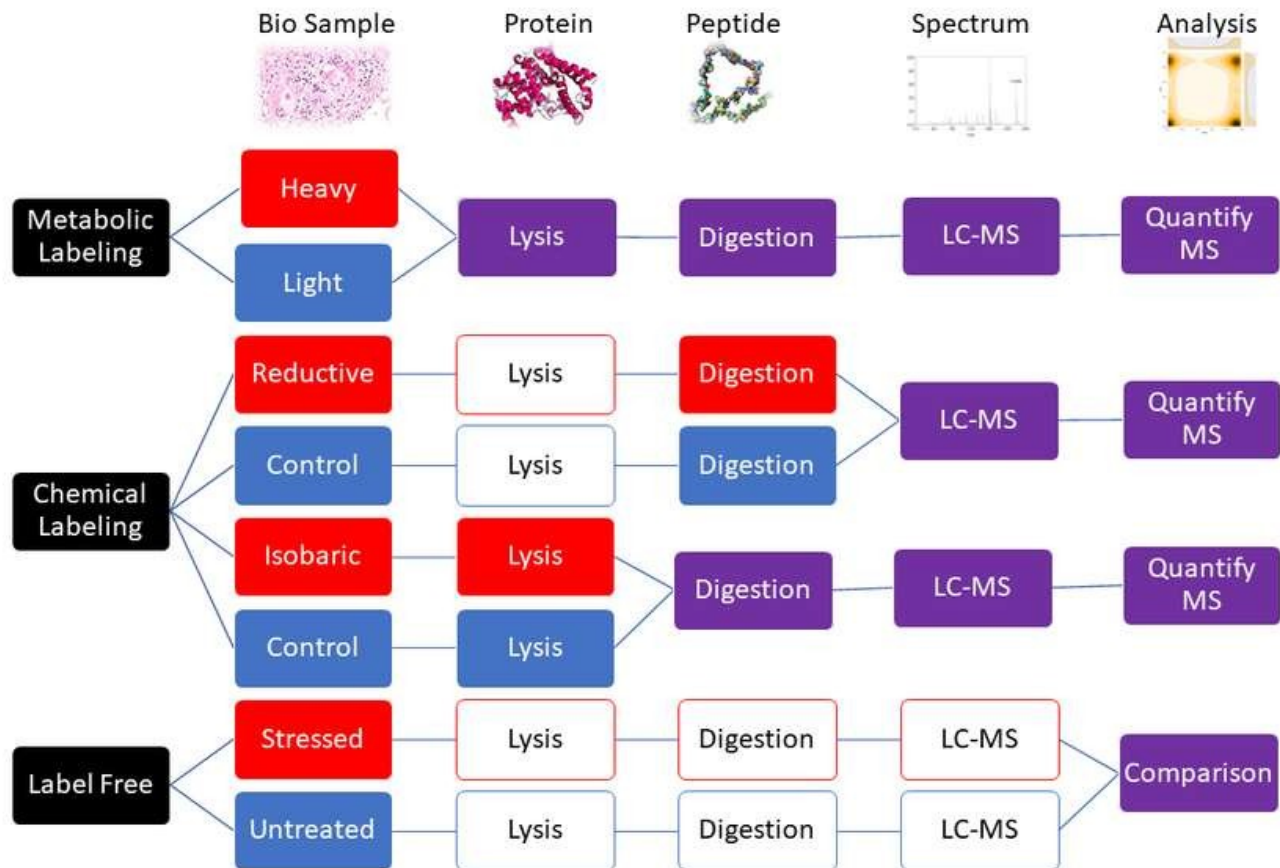 Bio Sample
Protein
Peptide
Spectrum
Analysis
Metabolic
Labeling
Heavy
Light
Lysis
Digestion
LC-MS
Quantify
MS
Chemical
Labeling
Reductive
Lysis
Digestion
Control
Lysis
Digestion
LC-MS
Quantify
MS
Isobaric
Lysis
Control
Lysis
Digestion
LC-MS
Quantify
MS
Label Free
Stressed
Lysis
Digestion
LC-MS
Untreated
Lysis
Digestion
LC-MS
Comparison